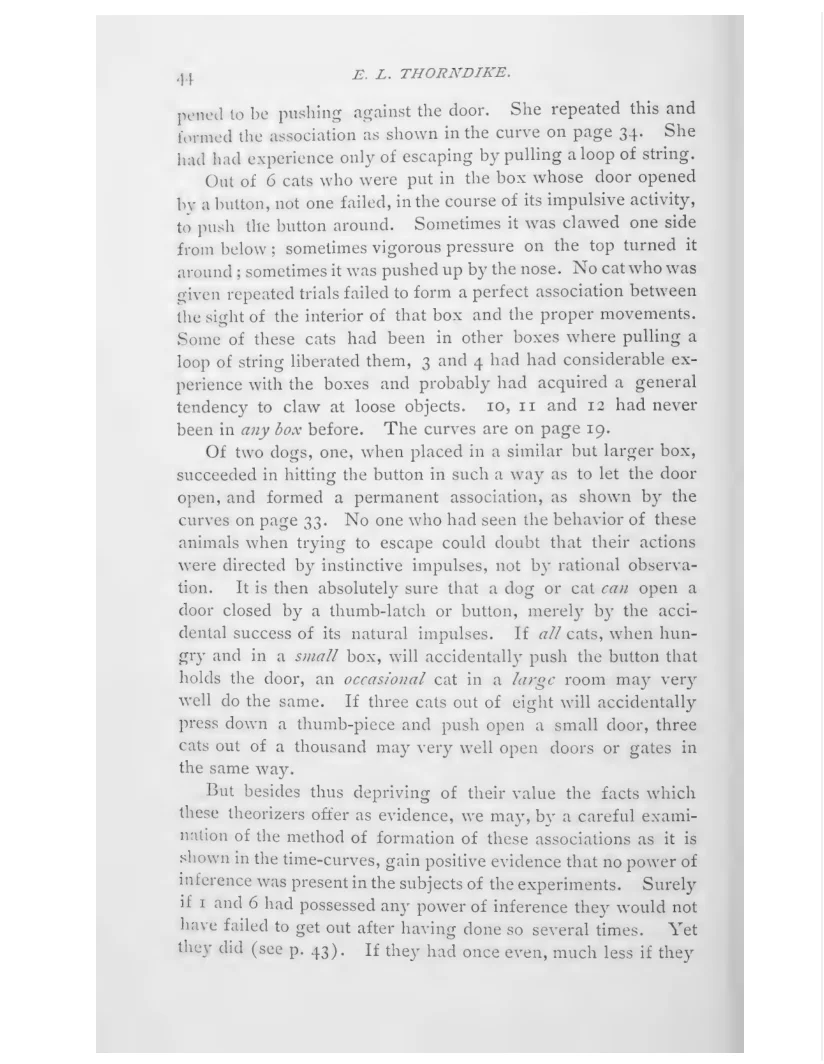 44
E. L. THORNDIKE.
pened to be pushing against the door. She repeated this and
formed the association as shown in the curve on page 34. She
had had experience only of escaping by pulling a loop of string.
Out of 6 cats who were put in the box whose door opened
by a button, not one failed, in the course of its impulsive activity,
to push the button around. Sometimes it was clawed one side
from below; sometimes vigorous pressure on the top turned it
around; sometimes it was pushed up by the nose. No cat who was
given repeated trials failed to form a perfect association between
the sight of the interior of that box and the proper movements.
Some of these cats had been in other boxes where pulling a
loop of string liberated them, 3 and 4 had had considerable ex-
perience with the boxes and probably had acquired a general
tendency to claw at loose objects. 10, 11 and 12 had never
been in any box before. The curves are on page 19.
Of two dogs, one, when placed in a similar but larger box,
succeeded in hitting the button in such a way as to let the door
open, and formed a permanent association, as shown by the
curves on page 33. No one who had seen the behavior of these
animals when trying to escape could doubt that their actions
were directed by instinctive impulses, not by rational observa-
tion. It is then absolutely sure that a dog or cat can open a
door closed by a thumb-latch or button, merely by the acci-
dental success of its natural impulses. If all cats, when hun-
gry and in a small box, will accidentally push the button that
holds the door, an occasional cat in a large room may very
well do the same. If three cats out of eight will accidentally
press down a thumb-piece and push open a small door, three
cats out of a thousand may very well open doors or gates in
the same way.
But besides thus depriving of their value the facts which
these theorizers offer as evidence, we may, by a careful exami-
nation of the method of formation of these associations as it is
shown in the time-curves, gain positive evidence that no power of
inference was present in the subjects of the experiments. Surely
if 1 and 6 had possessed any power of inference they would not
have failed to get out after having done so several times. Yet
they did (see p. 43). If they had once even, much less if they